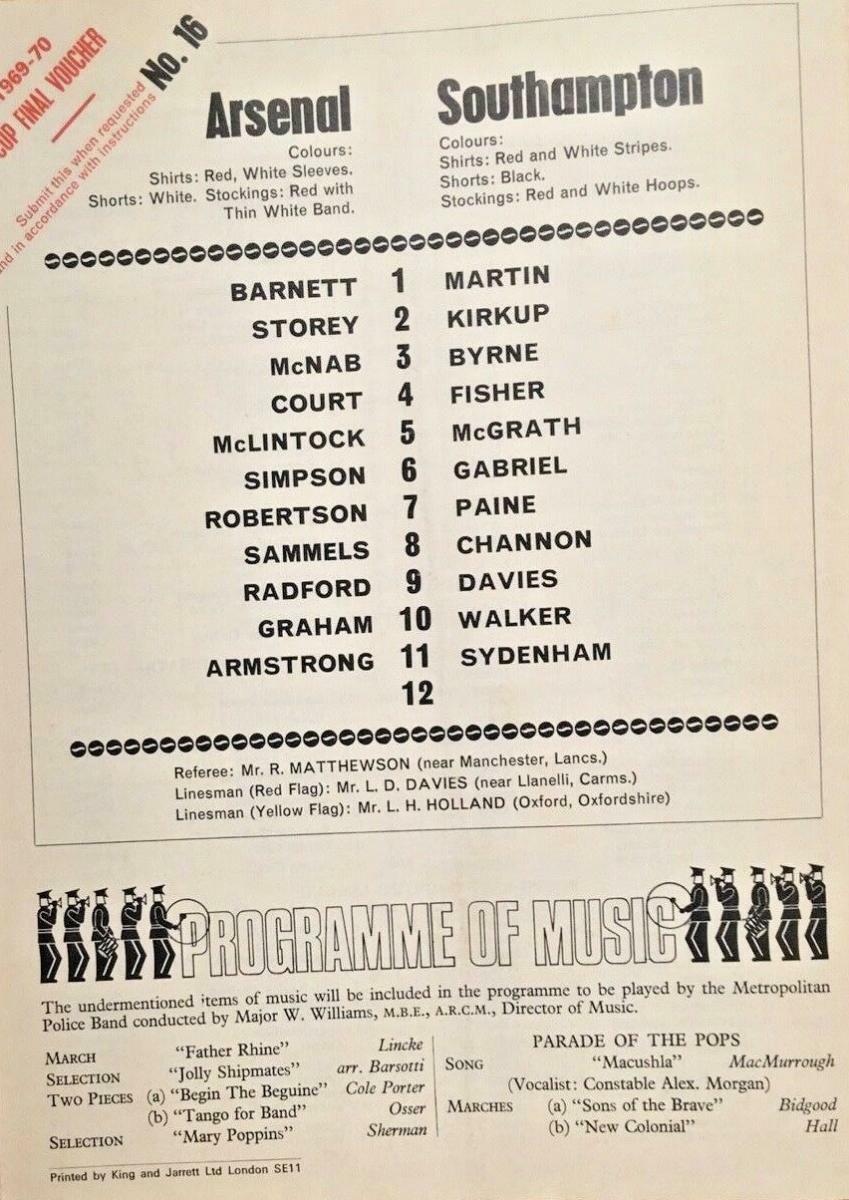 1969-70
CUP FINAL VOUCHER
No. 16
Submit this when requested
and in accordance with instructions
Arsenal
Colours:
Shirts: Red, White Sleeves.
Shorts: White. Stockings: Red with
Thin White Band.
Southampton
Colours:
Shirts: Red and White Stripes.
Shorts: Black.
Stockings: Red and White Hoops.
BARNETT 1 MARTIN
STOREY 2 KIRKUP
McNAB 3 BYRNE
COURT 4 FISHER
McLINTOCK 5 McGRATH
SIMPSON 6 GABRIEL
ROBERTSON 7 PAINE
SAMMELS 8 CHANNON
RADFORD 9 DAVIES
GRAHAM 10 WALKER
ARMSTRONG 11 SYDENHAM
12
Referee: Mr. R. MATTHEWSON (near Manchester, Lancs.)
Linesman (Red Flag): Mr. L. D. DAVIES (near Llanelli, Carms.)
Linesman (Yellow Flag): Mr. L. H. HOLLAND (Oxford, Oxfordshire)
PROGRAMME OF MUSIC
The undermentioned items of music will be included in the programme to be played by the Metropolitan
Police Band conducted by Major W. Williams, M.B.E., A.R.C.M., Director of Music.
MARCH "Father Rhine" Lincke
SELECTION "Jolly Shipmates" arr. Barsotti
TWO PIECES (a) "Begin The Beguine" Cole Porter
(b) "Tango for Band" Osser
SELECTION "Mary Poppins" Sherman
PARADE OF THE POPS
SONG "Macushla" MacMurrough
(Vocalist: Constable Alex. Morgan)
MARCHES (a) "Sons of the Brave" Bidgood
(b) "New Colonial" Hall
Printed by King and Jarrett Ltd London SE11